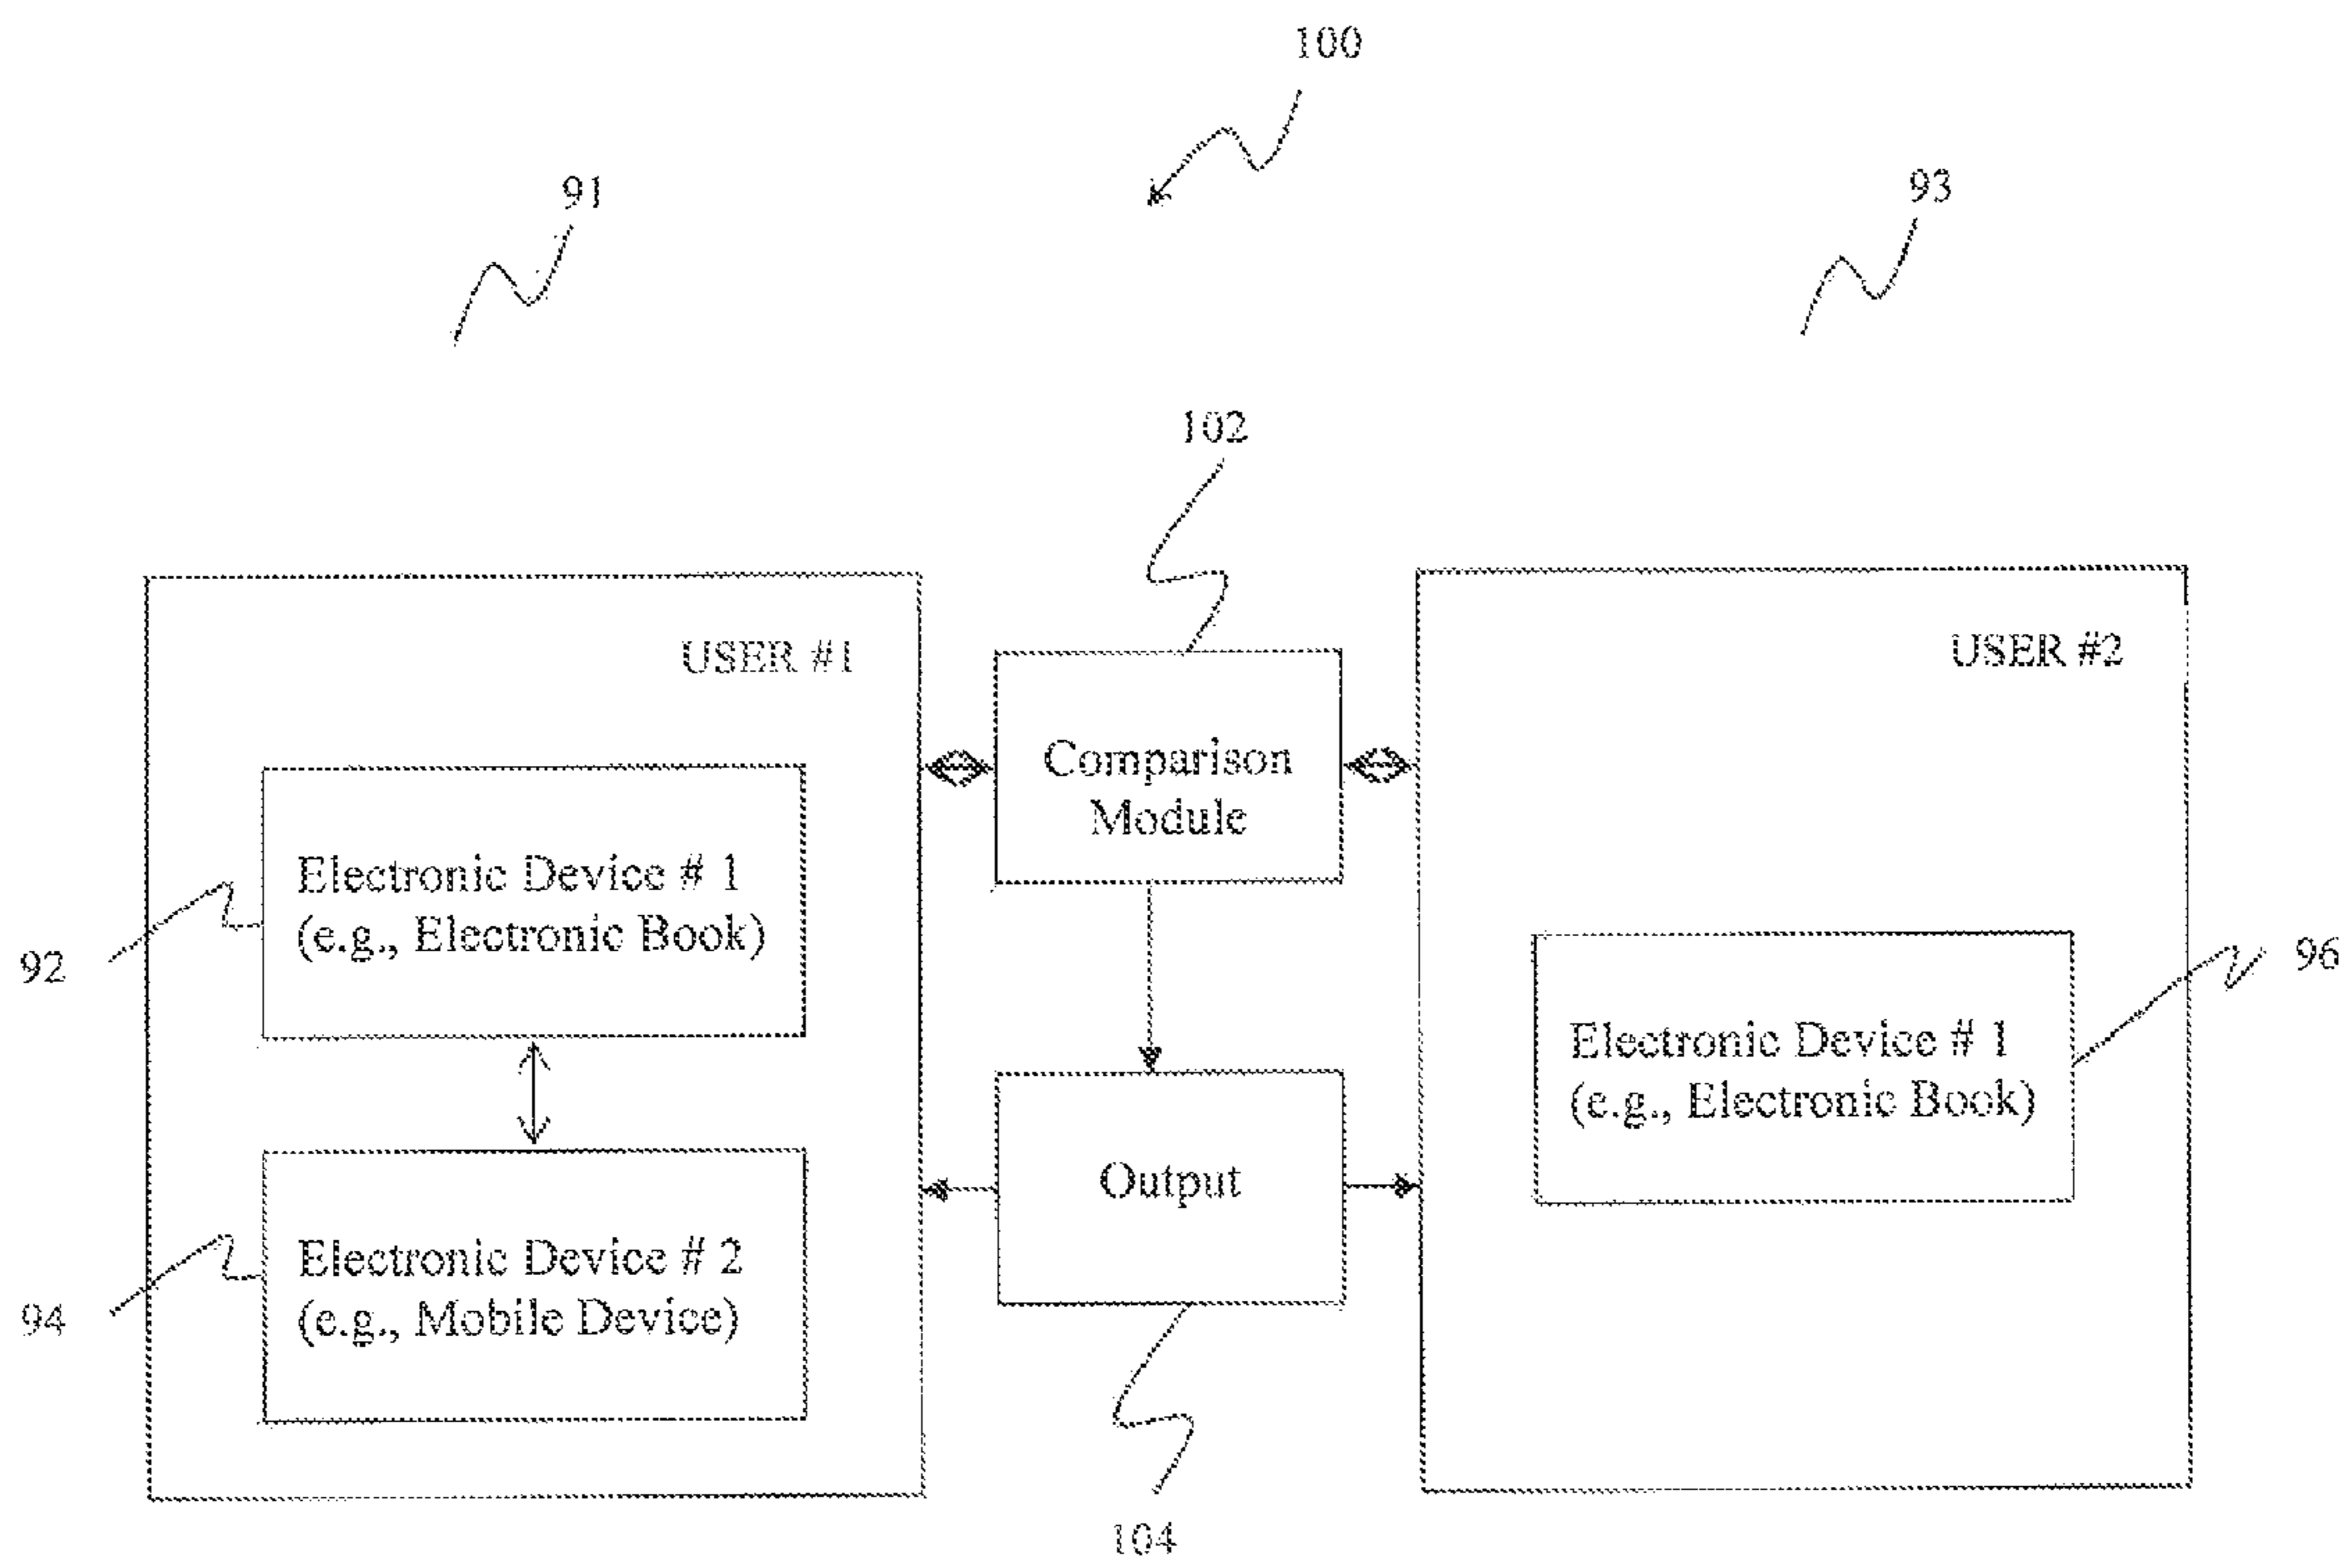 100
91
93
102
USER #1
USER #2
Comparison
Module
Electronic Device # 1
(e.g., Electronic Book)
92
96
Electronic Device # 1
(e.g., Electronic Book)
Output
Electronic Device # 2
(e.g., Mobile Device)
94
104